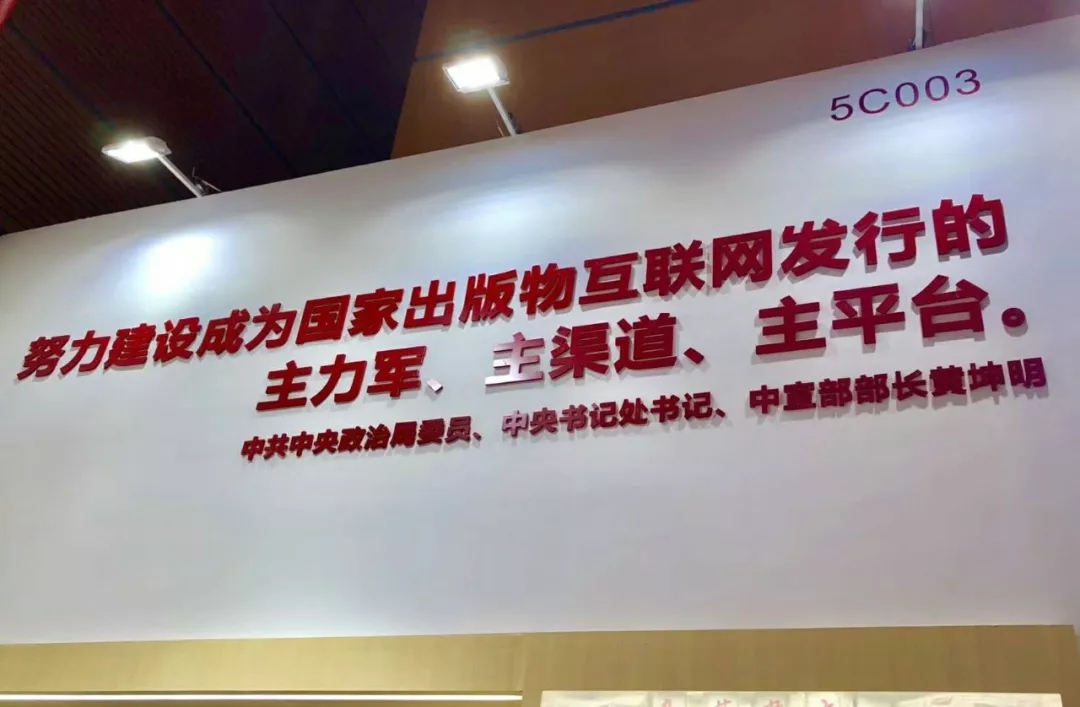 5C003
努力建设成为国家出版物互联网发行的
主力军、主渠道、主平台。
中共中央政治局委员、中央书记处书记、中宣部部长黄坤明